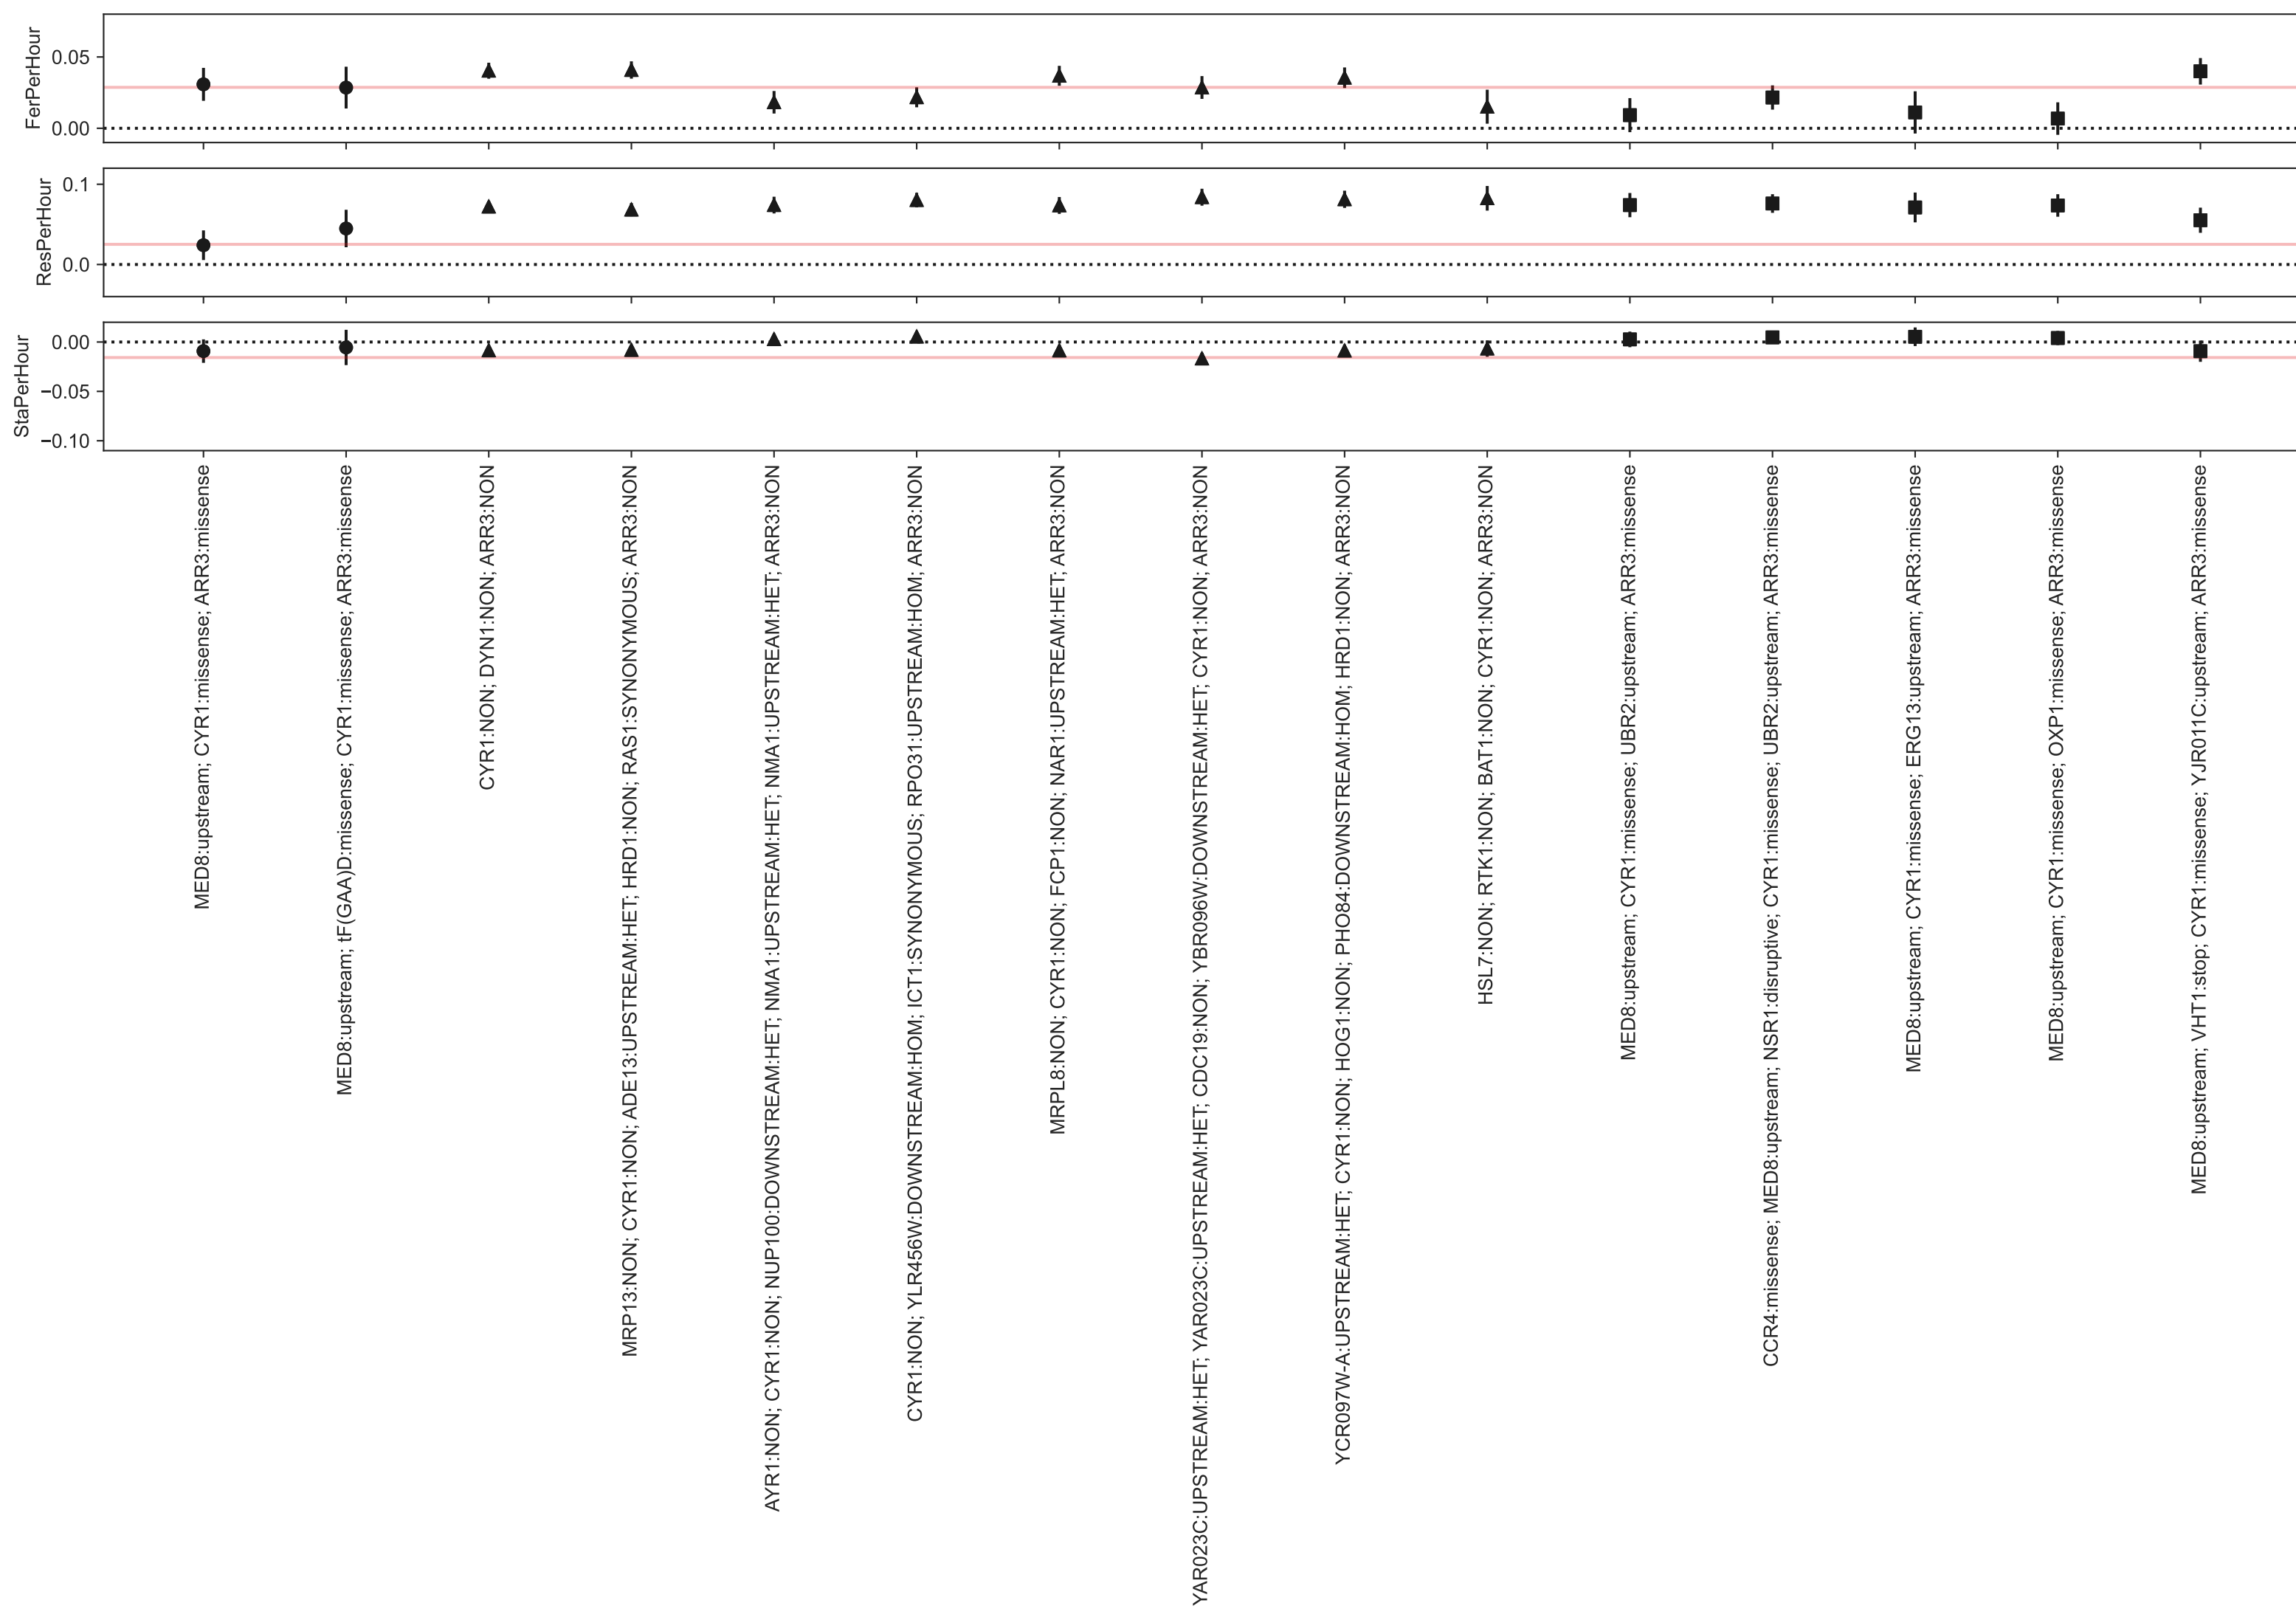 FerPerHour
0.05
0.00
ResPerHour
0.1
0.0
StaPerHour
0.00
−0.05
−0.10
MED8:upstream; CYR1:missense; ARR3:missense
MED8:upstream; tF(GAA)D:missense; CYR1:missense; ARR3:missense
CYR1:NON; DYN1:NON; ARR3:NON
MRP13:NON; CYR1:NON; ADE13:UPSTREAM:HET; HRD1:NON; RAS1:SYNONYMOUS; ARR3:NON
AYR1:NON; CYR1:NON; NUP100:DOWNSTREAM:HET; NMA1:UPSTREAM:HET; NMA1:UPSTREAM:HET; ARR3:NON
CYR1:NON; YLR456W:DOWNSTREAM:HOM; ICT1:SYNONYMOUS; RPO31:UPSTREAM:HOM; ARR3:NON
MRPL8:NON; CYR1:NON; FCP1:NON; NAR1:UPSTREAM:HET; ARR3:NON
YAR023C:UPSTREAM:HET; YAR023C:UPSTREAM:HET; CDC19:NON; YBR096W:DOWNSTREAM:HET; CYR1:NON; ARR3:NON
YCR097W-A:UPSTREAM:HET; CYR1:NON; HOG1:NON; PHO84:DOWNSTREAM:HOM; HRD1:NON; ARR3:NON
HSL7:NON; RTK1:NON; BAT1:NON; CYR1:NON; ARR3:NON
MED8:upstream; CYR1:missense; UBR2:upstream; ARR3:missense
CCR4:missense; MED8:upstream; NSR1:disruptive; CYR1:missense; UBR2:upstream; ARR3:missense
MED8:upstream; CYR1:missense; ERG13:upstream; ARR3:missense
MED8:upstream; CYR1:missense; OXP1:missense; ARR3:missense
MED8:upstream; VHT1:stop; CYR1:missense; YJR011C:upstream; ARR3:missense